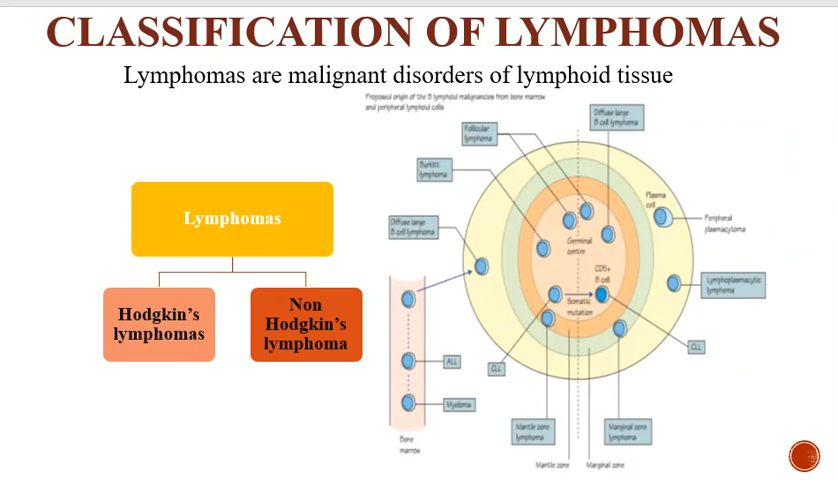 CLASSIFICATION OF LYMPHOMAS
Lymphomas are malignant disorders of lymphoid tissue
Proposed origin of the B lymphoid malignancies from bone marrow
and peripheral lymphoid cells
Lymphomas
Hodgkin's
lymphomas
Non
Hodgkin's
lymphoma
Diffuse large
B cell lymphoma
Follicular
lymphoma
Burkitt
lymphoma
Plasma
cell
Peripheral
plasmacytoma
Diffuse large
B cell lymphoma
Germinal
centre
CD5+
B cell
Lymphoplasmacytic
lymphoma
Somatic
mutation
CLL
ALL
CLL
Myeloma
Mantle zone
lymphoma
Marginal zone
lymphoma
Bone
marrow
Mantle zone
Marginal zone